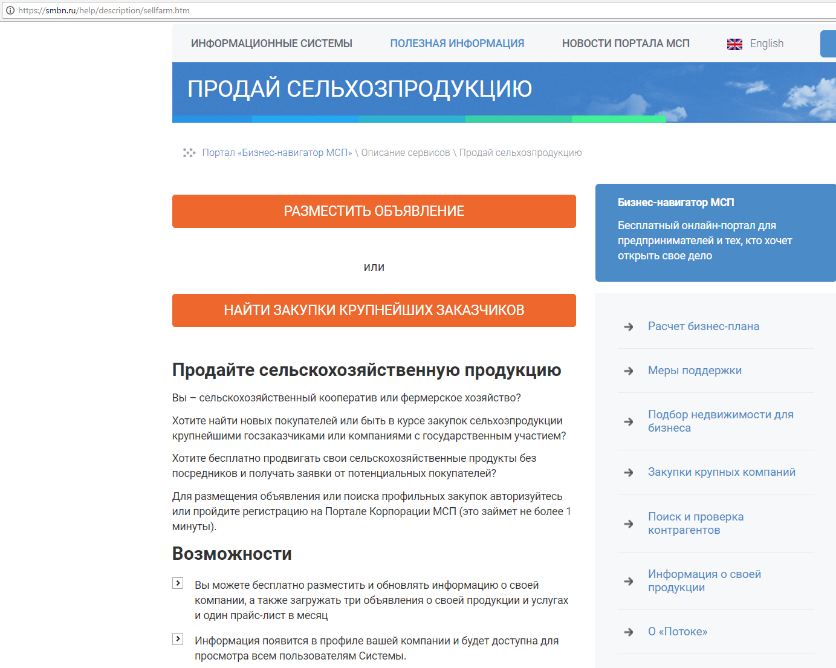 https://smbn.ru/help/description/sellfarm.htm
ИНФОРМАЦИОННЫЕ СИСТЕМЫ ПОЛЕЗНАЯ ИНФОРМАЦИЯ НОВОСТИ ПОРТАЛА МСП English
ПРОДАЙ СЕЛЬХОЗПРОДУКЦИЮ
Портал «Бизнес-навигатор МСП» \ Описание сервисов \ Продай сельхозпродукцию
РАЗМЕСТИТЬ ОБЪЯВЛЕНИЕ
или
НАЙТИ ЗАКУПКИ КРУПНЕЙШИХ ЗАКАЗЧИКОВ
Продайте сельскохозяйственную продукцию
Вы – сельскохозяйственный кооператив или фермерское хозяйство?
Хотите найти новых покупателей или быть в курсе закупок сельхозпродукции
крупнейшими госзаказчиками или компаниями с государственным участием?
Хотите бесплатно продвигать свои сельскохозяйственные продукты без
посредников и получать заявки от потенциальных покупателей?
Для размещения объявления или поиска профильных закупок авторизуйтесь
или пройдите регистрацию на Портале Корпорации МСП (это займет не более 1
минуты).
Возможности
Вы можете бесплатно разместить и обновлять информацию о своей
компании, а также загружать три объявления о своей продукции и услугах
и один прайс-лист в месяц
Информация появится в профиле вашей компании и будет доступна для
просмотра всем пользователям Системы.
Бизнес-навигатор МСП
Бесплатный онлайн-портал для
предпринимателей и тех, кто хочет
открыть свое дело
Расчет бизнес-плана
Меры поддержки
Подбор недвижимости для
бизнеса
Закупки крупных компаний
Поиск и проверка
контрагентов
Информация о своей
продукции
О «Потоке»